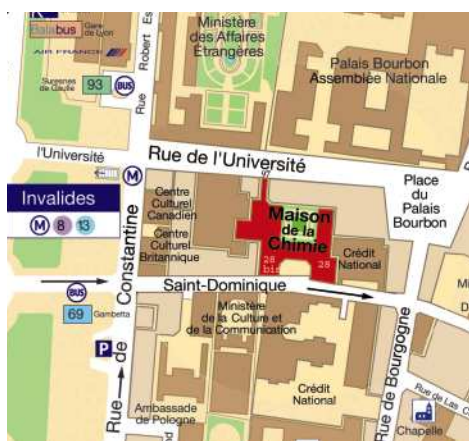 Balabus
Gare
de Lyon
AIR FRANCE
Suresnes
de Gaulle
93
BUS
Rue Robert Es
Ministère
des Affaires
Étrangères
Palais Bourbon
Assemblée Nationale
l'Université
Rue de l'Université
M
Invalides
M 8 13
Centre
Culturel
Canadien
Centre
Culturel
Britannique
Maison
de la
Chimie
28
bis
28
Crédit
National
Place
du
Palais
Bourbon
Rue de Constantine
Saint-Dominique
BUS
69
Gambetta
P
Ministère
de la Culture et
de la Communication
Crédit
National
Rue de Bourgogne
Mi
D
Ambassade
de Pologne
Rue de Las C
Chapelle